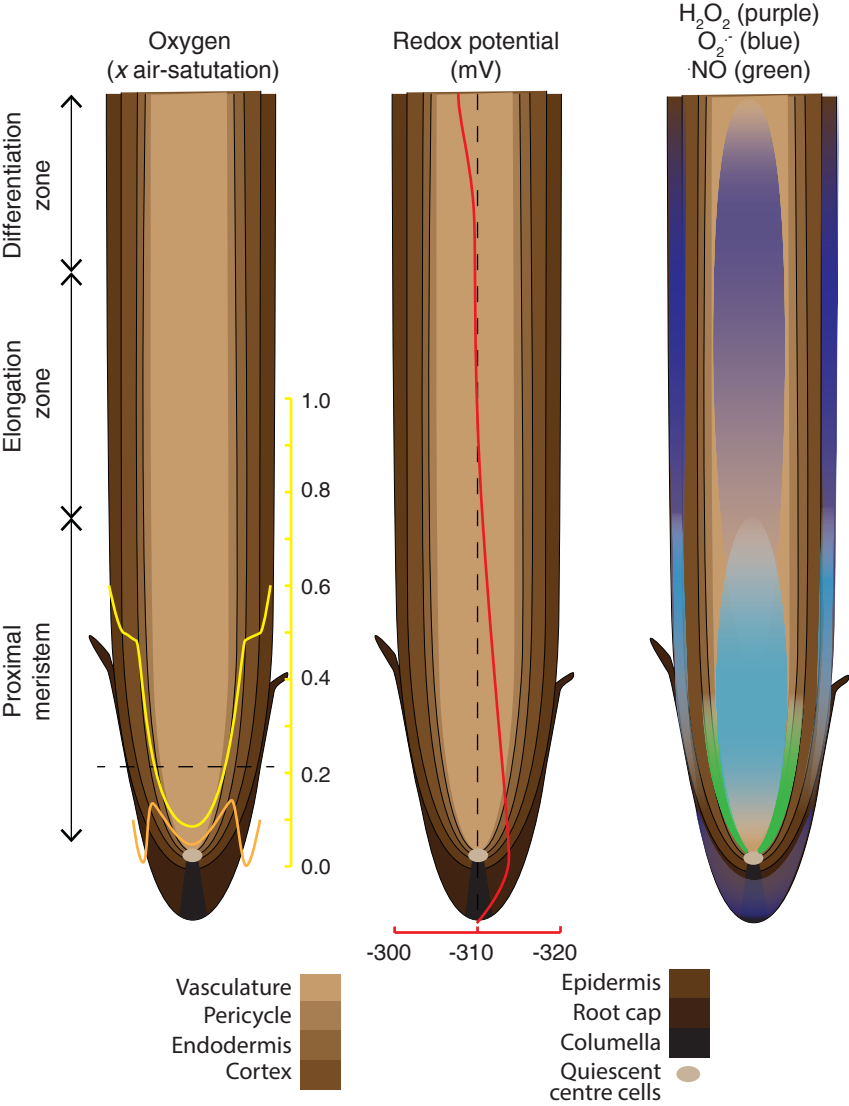 Oxygen
(x air-satutation)
Redox potential
(mV)
H₂O₂ (purple)
O₂·- (blue)
·NO (green)
Differentiation
zone
Elongation
zone
Proximal
meristem
1.0
0.8
0.6
0.4
0.2
0.0
-300
-310
-320
Vasculature
Pericycle
Endodermis
Cortex
Epidermis
Root cap
Columella
Quiescent
centre cells